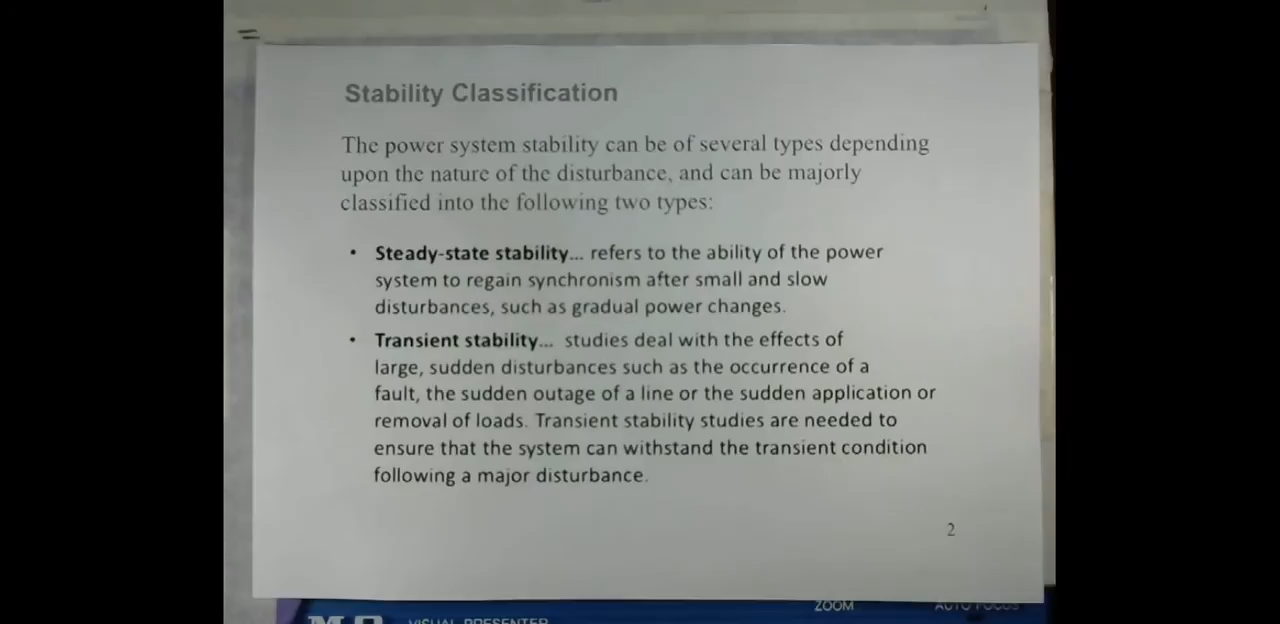 Stability Classification
The power system stability can be of several types depending
upon the nature of the disturbance, and can be majorly
classified into the following two types:
• Steady-state stability... refers to the ability of the power
system to regain synchronism after small and slow
disturbances, such as gradual power changes.
• Transient stability... studies deal with the effects of
large, sudden disturbances such as the occurrence of a
fault, the sudden outage of a line or the sudden application or
removal of loads. Transient stability studies are needed to
ensure that the system can withstand the transient condition
following a major disturbance.
2
ZOOM
AUTO FOCUS
VISUAL PRESENTER